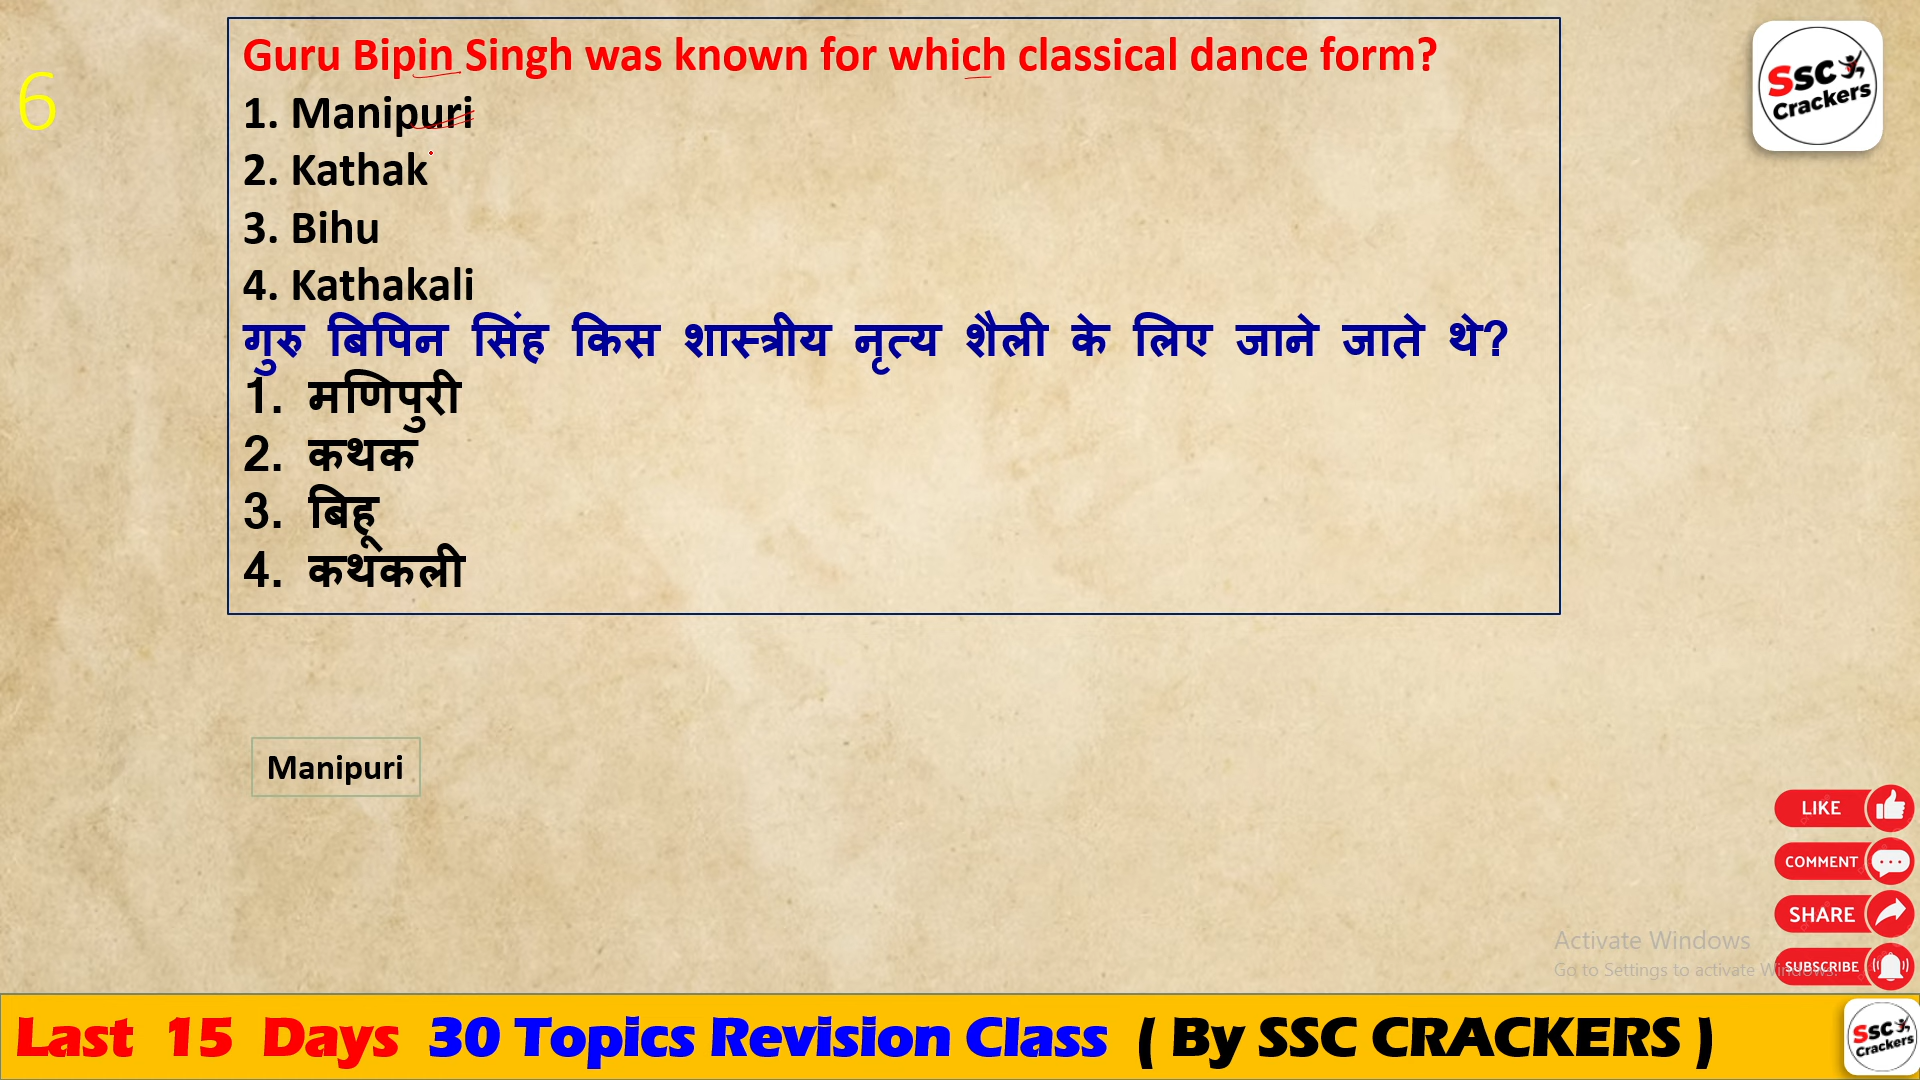 6
Guru Bipin Singh was known for which classical dance form?
1. Manipuri
2. Kathak
3. Bihu
4. Kathakali
गुरु बिपिन सिंह किस शास्त्रीय नृत्य शैली के लिए जाने जाते थे?
1. मणिपुरी
2. कथक
3. बिहू
4. कथकली
SSC
Crackers
Manipuri
LIKE
COMMENT
SHARE
SUBSCRIBE
Activate Windows
Go to Settings to activate Windows.
Last 15 Days 30 Topics Revision Class ( By SSC CRACKERS )
SSC
Crackers